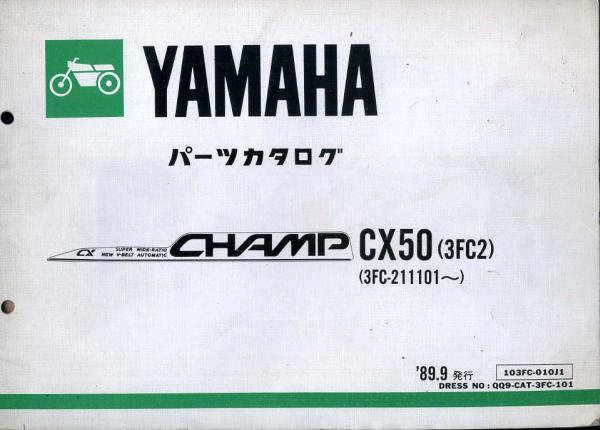 YAMAHA
パーツカタログ
CX SUPER WIDE-RATIO
NEW V-BELT AUTOMATIC
CHAMP CX50 (3FC2)
(3FC-211101～)
'89.9 発行
103FC-010J1
DRESS NO : QQ9-CAT-3FC-101